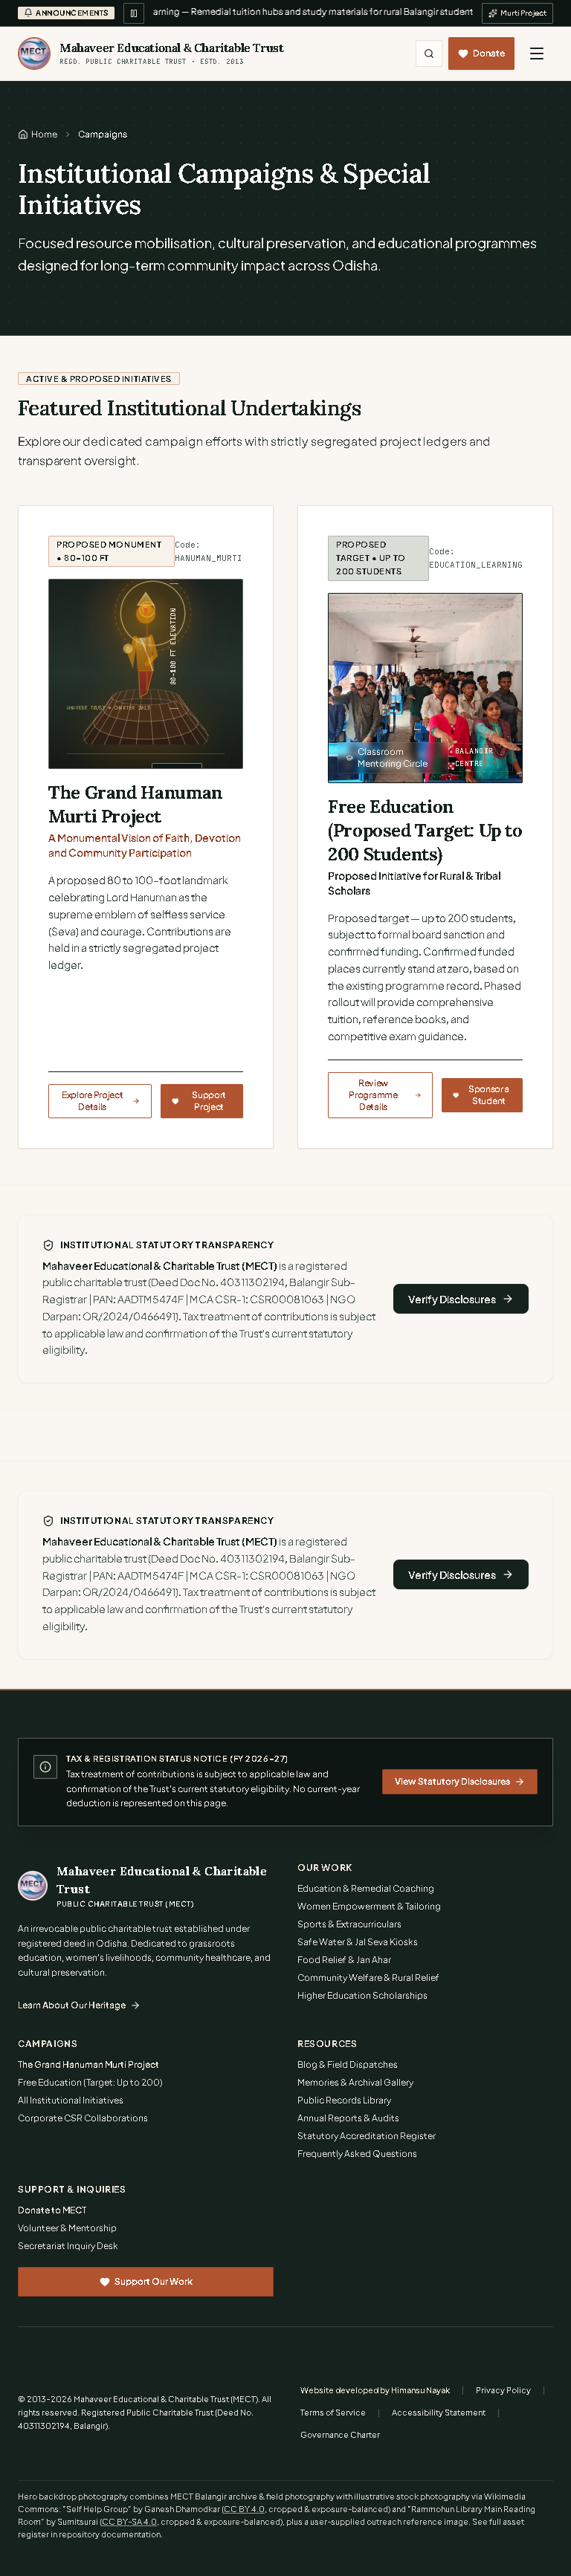 ANNOUNCEMENTS
arning — Remedial tuition hubs and study materials for rural Balangir student
Murti Project
MECT
Mahaveer Educational & Charitable Trust
REGD. PUBLIC CHARITABLE TRUST • ESTD. 2013
Donate
Home > Campaigns
Institutional Campaigns & Special
Initiatives
Focused resource mobilisation, cultural preservation, and educational programmes
designed for long-term community impact across Odisha.
ACTIVE & PROPOSED INITIATIVES
Featured Institutional Undertakings
Explore our dedicated campaign efforts with strictly segregated project ledgers and
transparent oversight.
PROPOSED MONUMENT
• 80–100 FT
Code:
HANUMAN_MURTI
80–100 FT ELEVATION
The Grand Hanuman
Murti Project
A Monumental Vision of Faith, Devotion
and Community Participation
A proposed 80 to 100-foot landmark
celebrating Lord Hanuman as the
supreme emblem of selfless service
(Seva) and courage. Contributions are
held in a strictly segregated project
ledger.
Explore Project
Details
Support
Project
PROPOSED
TARGET • UP TO
200 STUDENTS
Code:
EDUCATION_LEARNING
Classroom
Mentoring Circle
BALANGIR
CENTRE
Free Education
(Proposed Target: Up to
200 Students)
Proposed Initiative for Rural & Tribal
Scholars
Proposed target — up to 200 students,
subject to formal board sanction and
confirmed funding. Confirmed funded
places currently stand at zero, based on
the existing programme record. Phased
rollout will provide comprehensive
tuition, reference books, and
competitive exam guidance.
Review
Programme
Details
Sponsor a
Student
INSTITUTIONAL STATUTORY TRANSPARENCY
Mahaveer Educational & Charitable Trust (MECT) is a registered
public charitable trust (Deed Doc No. 40311302194, Balangir Sub-
Registrar | PAN: AADTM5474F | MCA CSR-1: CSR00081063 | NGO
Darpan: OR/2024/0466491). Tax treatment of contributions is subject
to applicable law and confirmation of the Trust's current statutory
eligibility.
Verify Disclosures
INSTITUTIONAL STATUTORY TRANSPARENCY
Mahaveer Educational & Charitable Trust (MECT) is a registered
public charitable trust (Deed Doc No. 40311302194, Balangir Sub-
Registrar | PAN: AADTM5474F | MCA CSR-1: CSR00081063 | NGO
Darpan: OR/2024/0466491). Tax treatment of contributions is subject
to applicable law and confirmation of the Trust's current statutory
eligibility.
Verify Disclosures
TAX & REGISTRATION STATUS NOTICE (FY 2026-27)
Tax treatment of contributions is subject to applicable law and
confirmation of the Trust's current statutory eligibility. No current-year
deduction is represented on this page.
View Statutory Disclosures
MECT
Mahaveer Educational & Charitable
Trust
PUBLIC CHARITABLE TRUST (MECT)
An irrevocable public charitable trust established under
registered deed in Odisha. Dedicated to grassroots
education, women's livelihoods, community healthcare, and
cultural preservation.
Learn About Our Heritage
OUR WORK
Education & Remedial Coaching
Women Empowerment & Tailoring
Sports & Extracurriculars
Safe Water & Jal Seva Kiosks
Food Relief & Jan Ahar
Community Welfare & Rural Relief
Higher Education Scholarships
CAMPAIGNS
The Grand Hanuman Murti Project
Free Education (Target: Up to 200)
All Institutional Initiatives
Corporate CSR Collaborations
RESOURCES
Blog & Field Dispatches
Memories & Archival Gallery
Public Records Library
Annual Reports & Audits
Statutory Accreditation Register
Frequently Asked Questions
SUPPORT & INQUIRIES
Donate to MECT
Volunteer & Mentorship
Secretariat Inquiry Desk
Support Our Work
© 2013–2026 Mahaveer Educational & Charitable Trust (MECT). All
rights reserved. Registered Public Charitable Trust (Deed No.
40311302194, Balangir).
Website developed by Himansu Nayak | Privacy Policy |
Terms of Service | Accessibility Statement |
Governance Charter
Hero backdrop photography combines MECT Balangir archive & field photography with illustrative stock photography via Wikimedia
Commons: "Self Help Group" by Ganesh Dhamodkar (CC BY 4.0, cropped & exposure-balanced) and "Rammohun Library Main Reading
Room" by Sumitsurai (CC BY-SA 4.0, cropped & exposure-balanced), plus a user-supplied outreach reference image. See full asset
register in repository documentation.